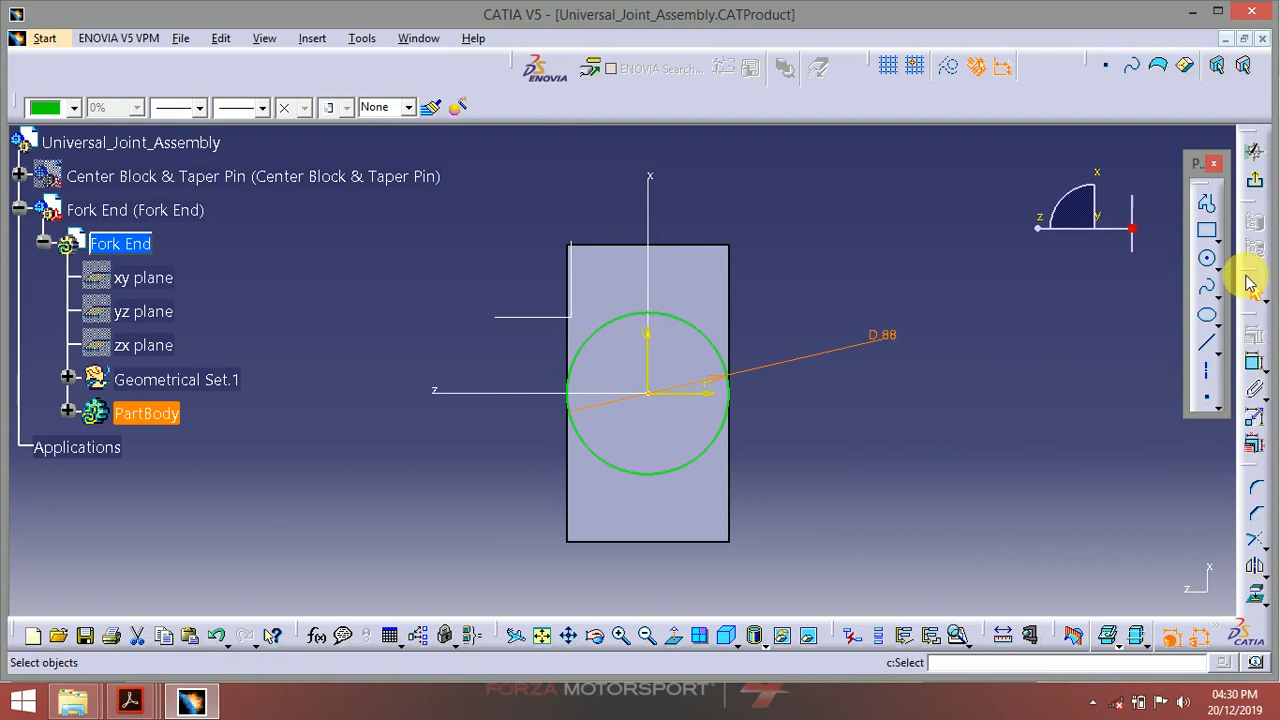 CATIA V5 - [Universal_Joint_Assembly.CATProduct]
Start ENOVIA V5 VPM File Edit View Insert Tools Window Help
ENOVIA ENOVIA Search...
0% None
Universal_Joint_Assembly
Center Block & Taper Pin (Center Block & Taper Pin)
Fork End (Fork End)
Fork End
xy plane
yz plane
zx plane
Geometrical Set.1
PartBody
Applications
x
z
D 88
x
z
y
P...
x
z
f(x)
CATIA
Select objects c:Select
FORZA MOTORSPORT
04:30 PM
20/12/2019